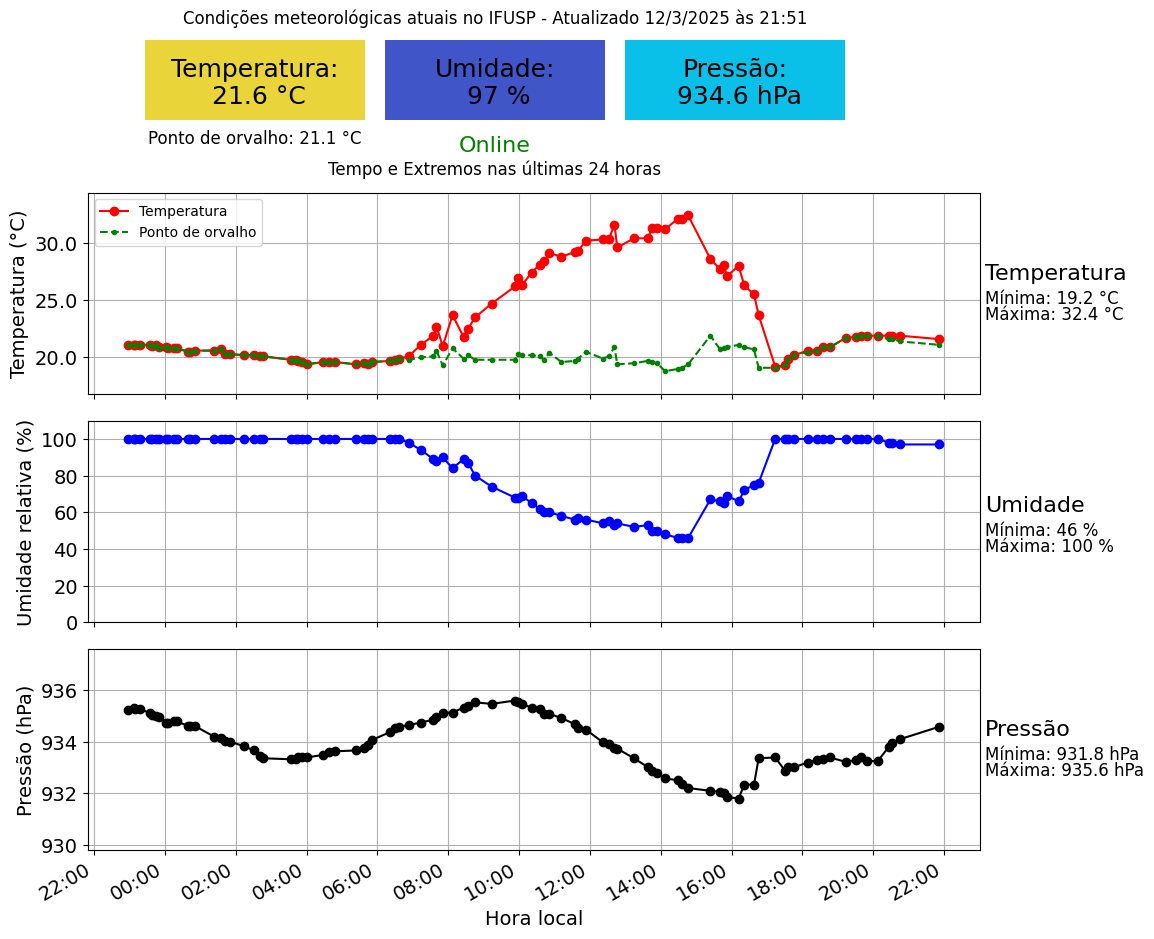 Condições meteorológicas atuais no IFUSP - Atualizado 12/3/2025 às 21:51
Temperatura:
21.6 °C
Umidade:
97 %
Pressão:
934.6 hPa
Ponto de orvalho: 21.1 °C
Online
Tempo e Extremos nas últimas 24 horas
Temperatura
Ponto de orvalho
Temperatura (°C)
30.0
25.0
20.0
Temperatura
Mínima: 19.2 °C
Máxima: 32.4 °C
Umidade relativa (%)
100
80
60
40
20
0
Umidade
Mínima: 46 %
Máxima: 100 %
Pressão (hPa)
936
934
932
930
Pressão
Mínima: 931.8 hPa
Máxima: 935.6 hPa
22:00 00:00 02:00 04:00 06:00 08:00 10:00 12:00 14:00 16:00 18:00 20:00 22:00
Hora local